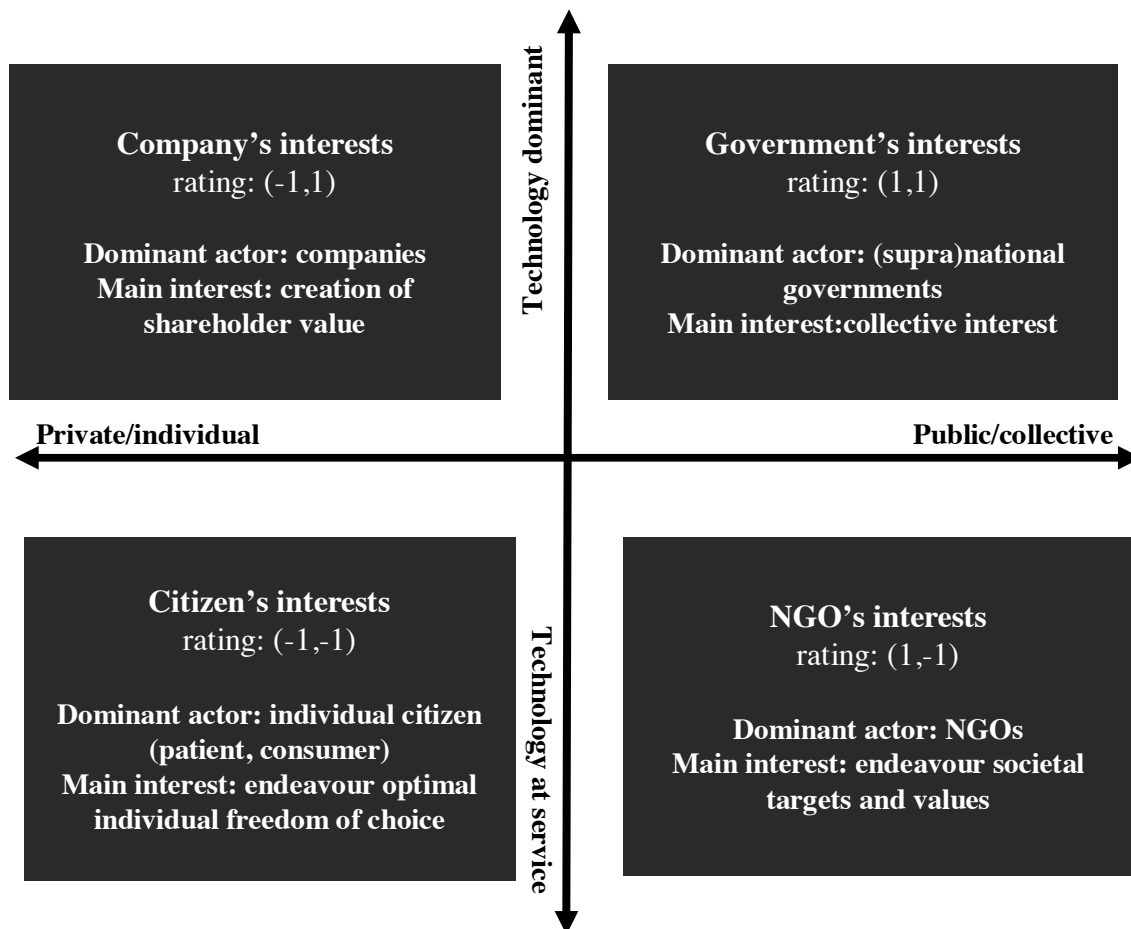 Technology dominant
Company’s interests
rating: (-1,1)
Dominant actor: companies
Main interest: creation of
shareholder value
Government’s interests
rating: (1,1)
Dominant actor: (supra)national
governments
Main interest:collective interest
Private/individual
Public/collective
Citizen’s interests
rating: (-1,-1)
Dominant actor: individual citizen
(patient, consumer)
Main interest: endeavour optimal
individual freedom of choice
Technology at service
NGO’s interests
rating: (1,-1)
Dominant actor: NGOs
Main interest: endeavour societal
targets and values